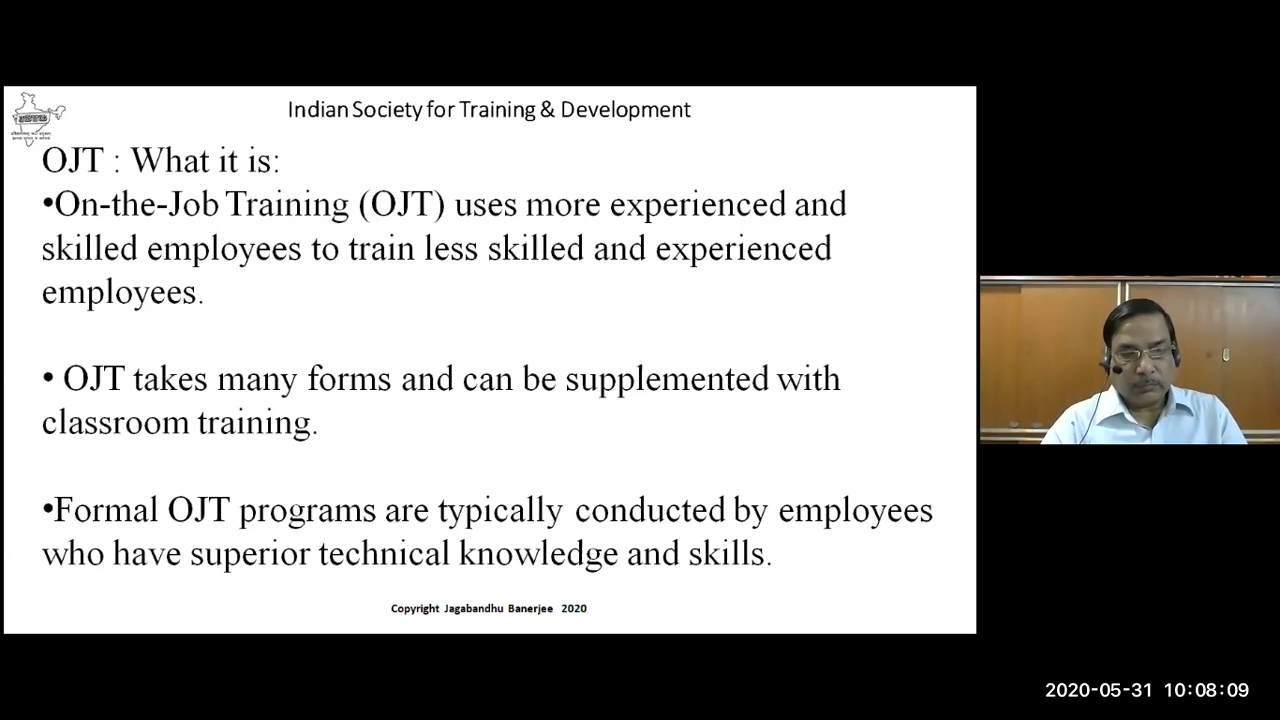 Indian Society for Training & Development
OJT : What it is:
•On-the-Job Training (OJT) uses more experienced and
skilled employees to train less skilled and experienced
employees.
• OJT takes many forms and can be supplemented with
classroom training.
•Formal OJT programs are typically conducted by employees
who have superior technical knowledge and skills.
Copyright Jagabandhu Banerjee 2020
2020-05-31 10:08:09